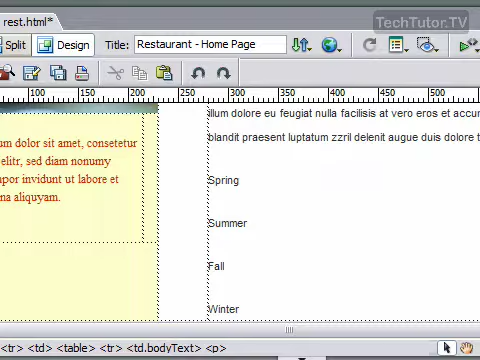 rest.html*
TechTutor.TV
Split Design Title: Restaurant - Home Page
100 150 200 250 300 350 400 450 500
um dolor sit amet, consetetur
elitr, sed diam nonumy
mpor invidunt ut labore et
na aliquyam.
illum dolore eu feugiat nulla facilisis at vero eros et accum
blandit praesent luptatum zzril delenit augue duis dolore t
Spring
Summer
Fall
Winter
<tr> <td> <table> <tr> <td.bodyText> <p>